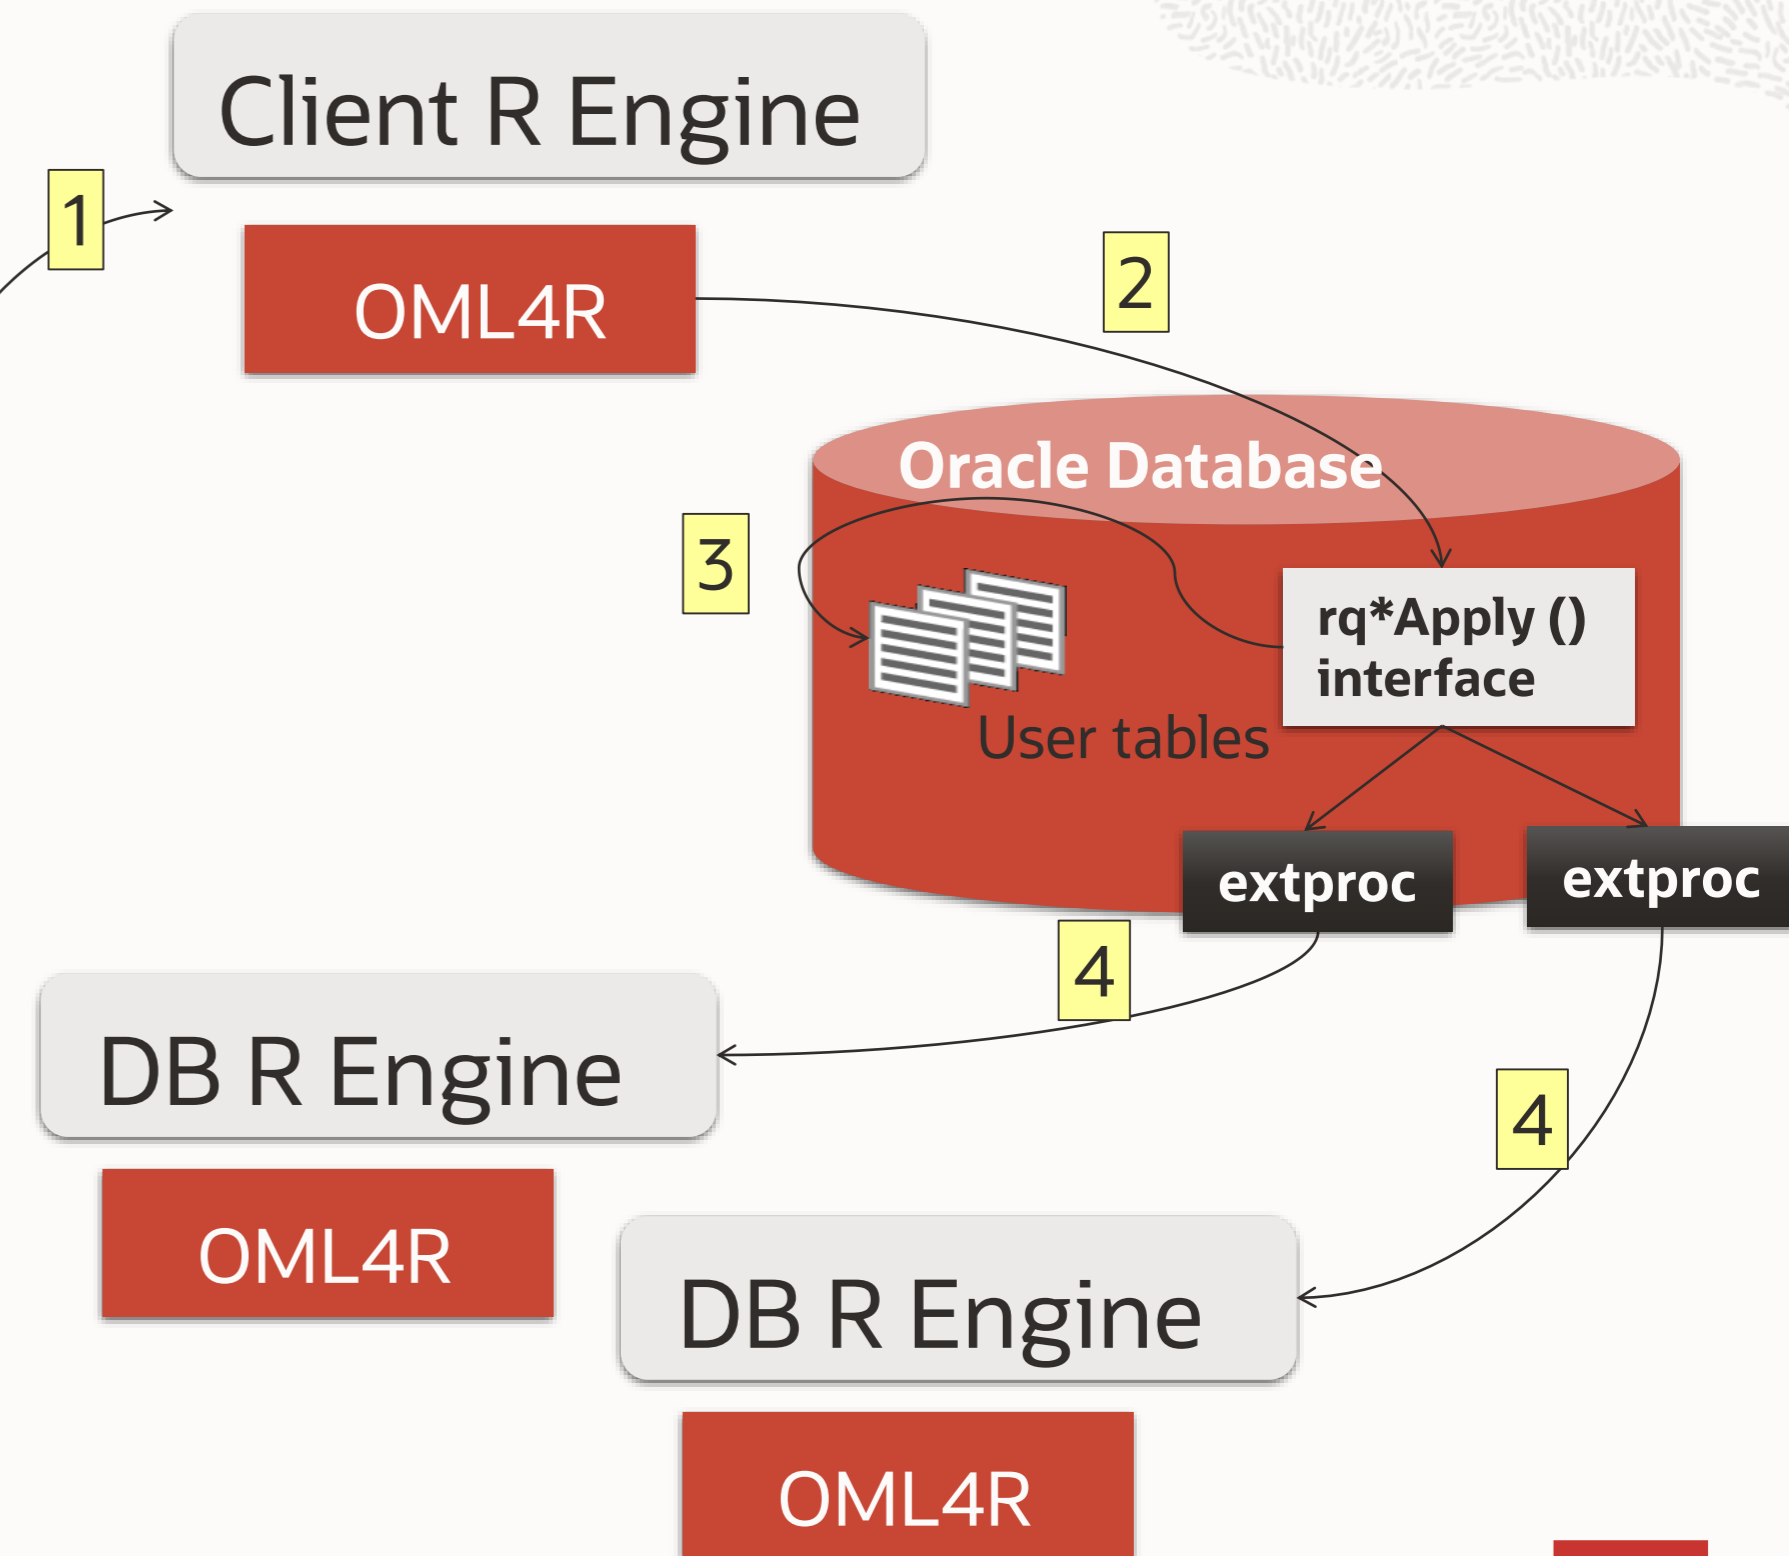 Client R Engine
1
OML4R
2
Oracle Database
3
rq*Apply ()
interface
User tables
extproc
extproc
4
DB R Engine
4
OML4R
DB R Engine
OML4R